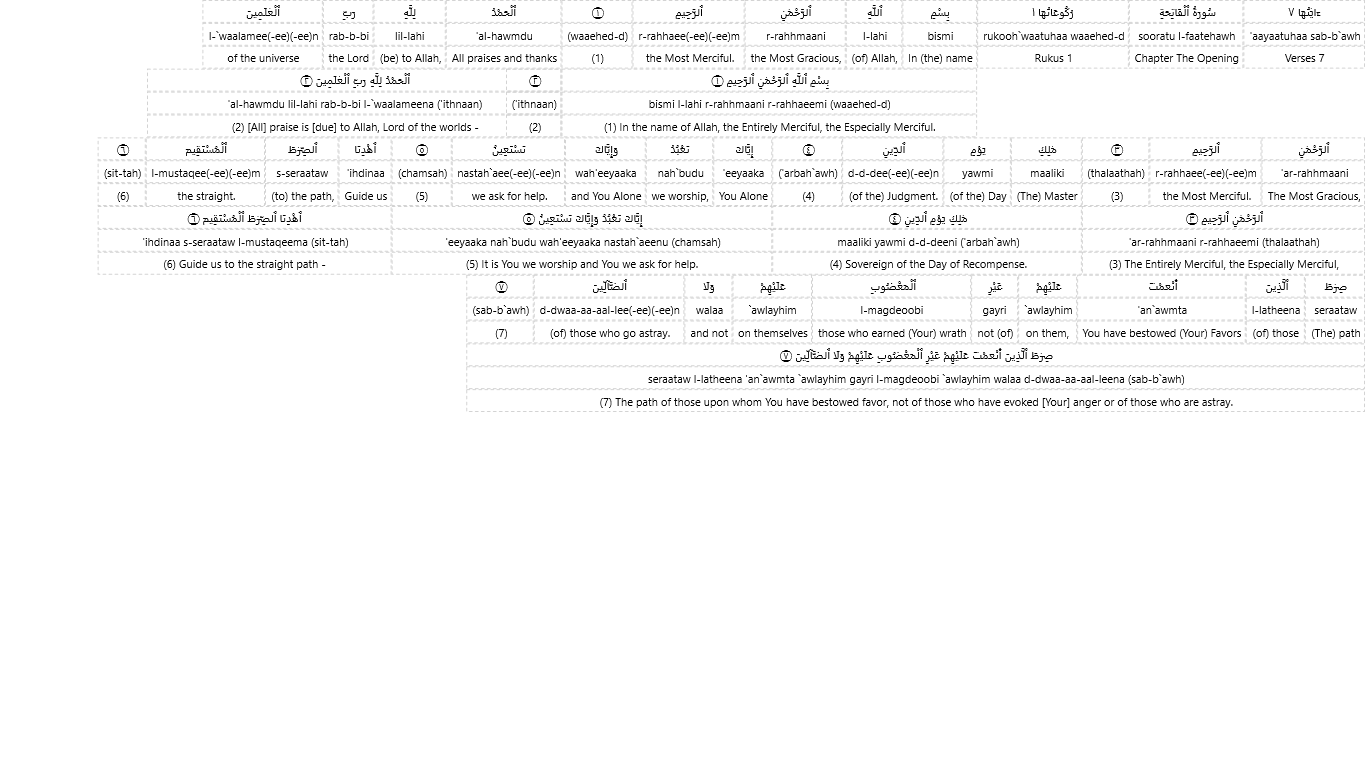 ءَايَٰتُهَا ٧ سُورَةُ ٱلْفَاتِحَةِ رُكُوعَاتُهَا ١ بِسْمِ ٱللَّهِ ٱلرَّحْمَٰنِ ٱلرَّحِيمِ ١ ٱلْحَمْدُ لِلَّهِ رَبِّ ٱلْعَٰلَمِينَ
'aayaatuhaa sab-b`awh sooratu l-faatehawh rukooh`waatuhaa waaehed-d bismi l-lahi r-rahhmaani r-rahhaee(-ee)(-ee)m (waaehed-d) 'al-hawmdu lil-lahi rab-b-bi l-`waalamee(-ee)(-ee)n
Verses 7 Chapter The Opening Rukus 1 In (the) name (of) Allah, the Most Gracious, the Most Merciful. (1) All praises and thanks (be) to Allah, the Lord of the universe
بِسْمِ ٱللَّهِ ٱلرَّحْمَٰنِ ٱلرَّحِيمِ ١ ٢ ٱلْحَمْدُ لِلَّهِ رَبِّ ٱلْعَٰلَمِينَ ٢
bismi l-lahi r-rahhmaani r-rahhaeemi (waaehed-d) ('ithnaan) 'al-hawmdu lil-lahi rab-b-bi l-`waalameena ('ithnaan)
(1) In the name of Allah, the Entirely Merciful, the Especially Merciful. (2) (2) [All] praise is [due] to Allah, Lord of the worlds -
ٱلرَّحْمَٰنِ ٱلرَّحِيمِ ٣ مَٰلِكِ يَوْمِ ٱلدِّينِ ٤ إِيَّاكَ نَعْبُدُ وَإِيَّاكَ نَسْتَعِينُ ٥ ٱهْدِنَا ٱلصِّرَٰطَ ٱلْمُسْتَقِيمَ ٦
'ar-rahhmaani r-rahhaee(-ee)(-ee)m (thalaathah) maaliki yawmi d-d-dee(-ee)(-ee)n ('arbah`awh) 'eeyaaka nah`budu wah'eeyaaka nastah`aee(-ee)(-ee)n (chamsah) 'ihdinaa s-seraataw l-mustaqee(-ee)(-ee)m (sit-tah)
The Most Gracious, the Most Merciful. (3) (The) Master (of the) Day (of the) Judgment. (4) You Alone we worship, and You Alone we ask for help. (5) Guide us (to) the path, the straight. (6)
ٱلرَّحْمَٰنِ ٱلرَّحِيمِ ٣ مَٰلِكِ يَوْمِ ٱلدِّينِ ٤ إِيَّاكَ نَعْبُدُ وَإِيَّاكَ نَسْتَعِينُ ٥ ٱهْدِنَا ٱلصِّرَٰطَ ٱلْمُسْتَقِيمَ ٦
'ar-rahhmaani r-rahhaeemi (thalaathah) maaliki yawmi d-d-deeni ('arbah`awh) 'eeyaaka nah`budu wah'eeyaaka nastah`aeenu (chamsah) 'ihdinaa s-seraataw l-mustaqeema (sit-tah)
(3) The Entirely Merciful, the Especially Merciful, (4) Sovereign of the Day of Recompense. (5) It is You we worship and You we ask for help. (6) Guide us to the straight path -
صِرَٰطَ ٱلَّذِينَ أَنْعَمْتَ عَلَيْهِمْ غَيْرِ ٱلْمَغْضُوبِ عَلَيْهِمْ وَلَا ٱلضَّآلِّينَ ٧
seraataw l-latheena 'an`awmta `awlayhim gayri l-magdeoobi `awlayhim walaa d-dwaa-aa-aal-lee(-ee)(-ee)n (sab-b`awh)
(The) path (of) those You have bestowed (Your) Favors on them, not (of) those who earned (Your) wrath on themselves and not (of) those who go astray. (7)
صِرَٰطَ ٱلَّذِينَ أَنْعَمْتَ عَلَيْهِمْ غَيْرِ ٱلْمَغْضُوبِ عَلَيْهِمْ وَلَا ٱلضَّآلِّينَ ٧
seraataw l-latheena 'an`awmta `awlayhim gayri l-magdeoobi `awlayhim walaa d-dwaa-aa-aal-leena (sab-b`awh)
(7) The path of those upon whom You have bestowed favor, not of those who have evoked [Your] anger or of those who are astray.